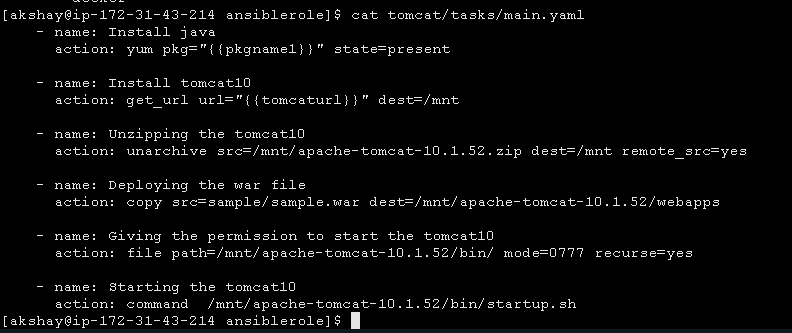 [akshay@ip-172-31-43-214 ansiblerole]$ cat tomcat/tasks/main.yaml
- name: Install java
action: yum pkg="{{pkgname1}}" state=present
- name: Install tomcat10
action: get_url url="{{tomcaturl}}" dest=/mnt
- name: Unzipping the tomcat10
action: unarchive src=/mnt/apache-tomcat-10.1.52.zip dest=/mnt remote_src=yes
- name: Deploying the war file
action: copy src=sample/sample.war dest=/mnt/apache-tomcat-10.1.52/webapps
- name: Giving the permission to start the tomcat10
action: file path=/mnt/apache-tomcat-10.1.52/bin/ mode=0777 recurse=yes
- name: Starting the tomcat10
action: command  /mnt/apache-tomcat-10.1.52/bin/startup.sh
[akshay@ip-172-31-43-214 ansiblerole]$